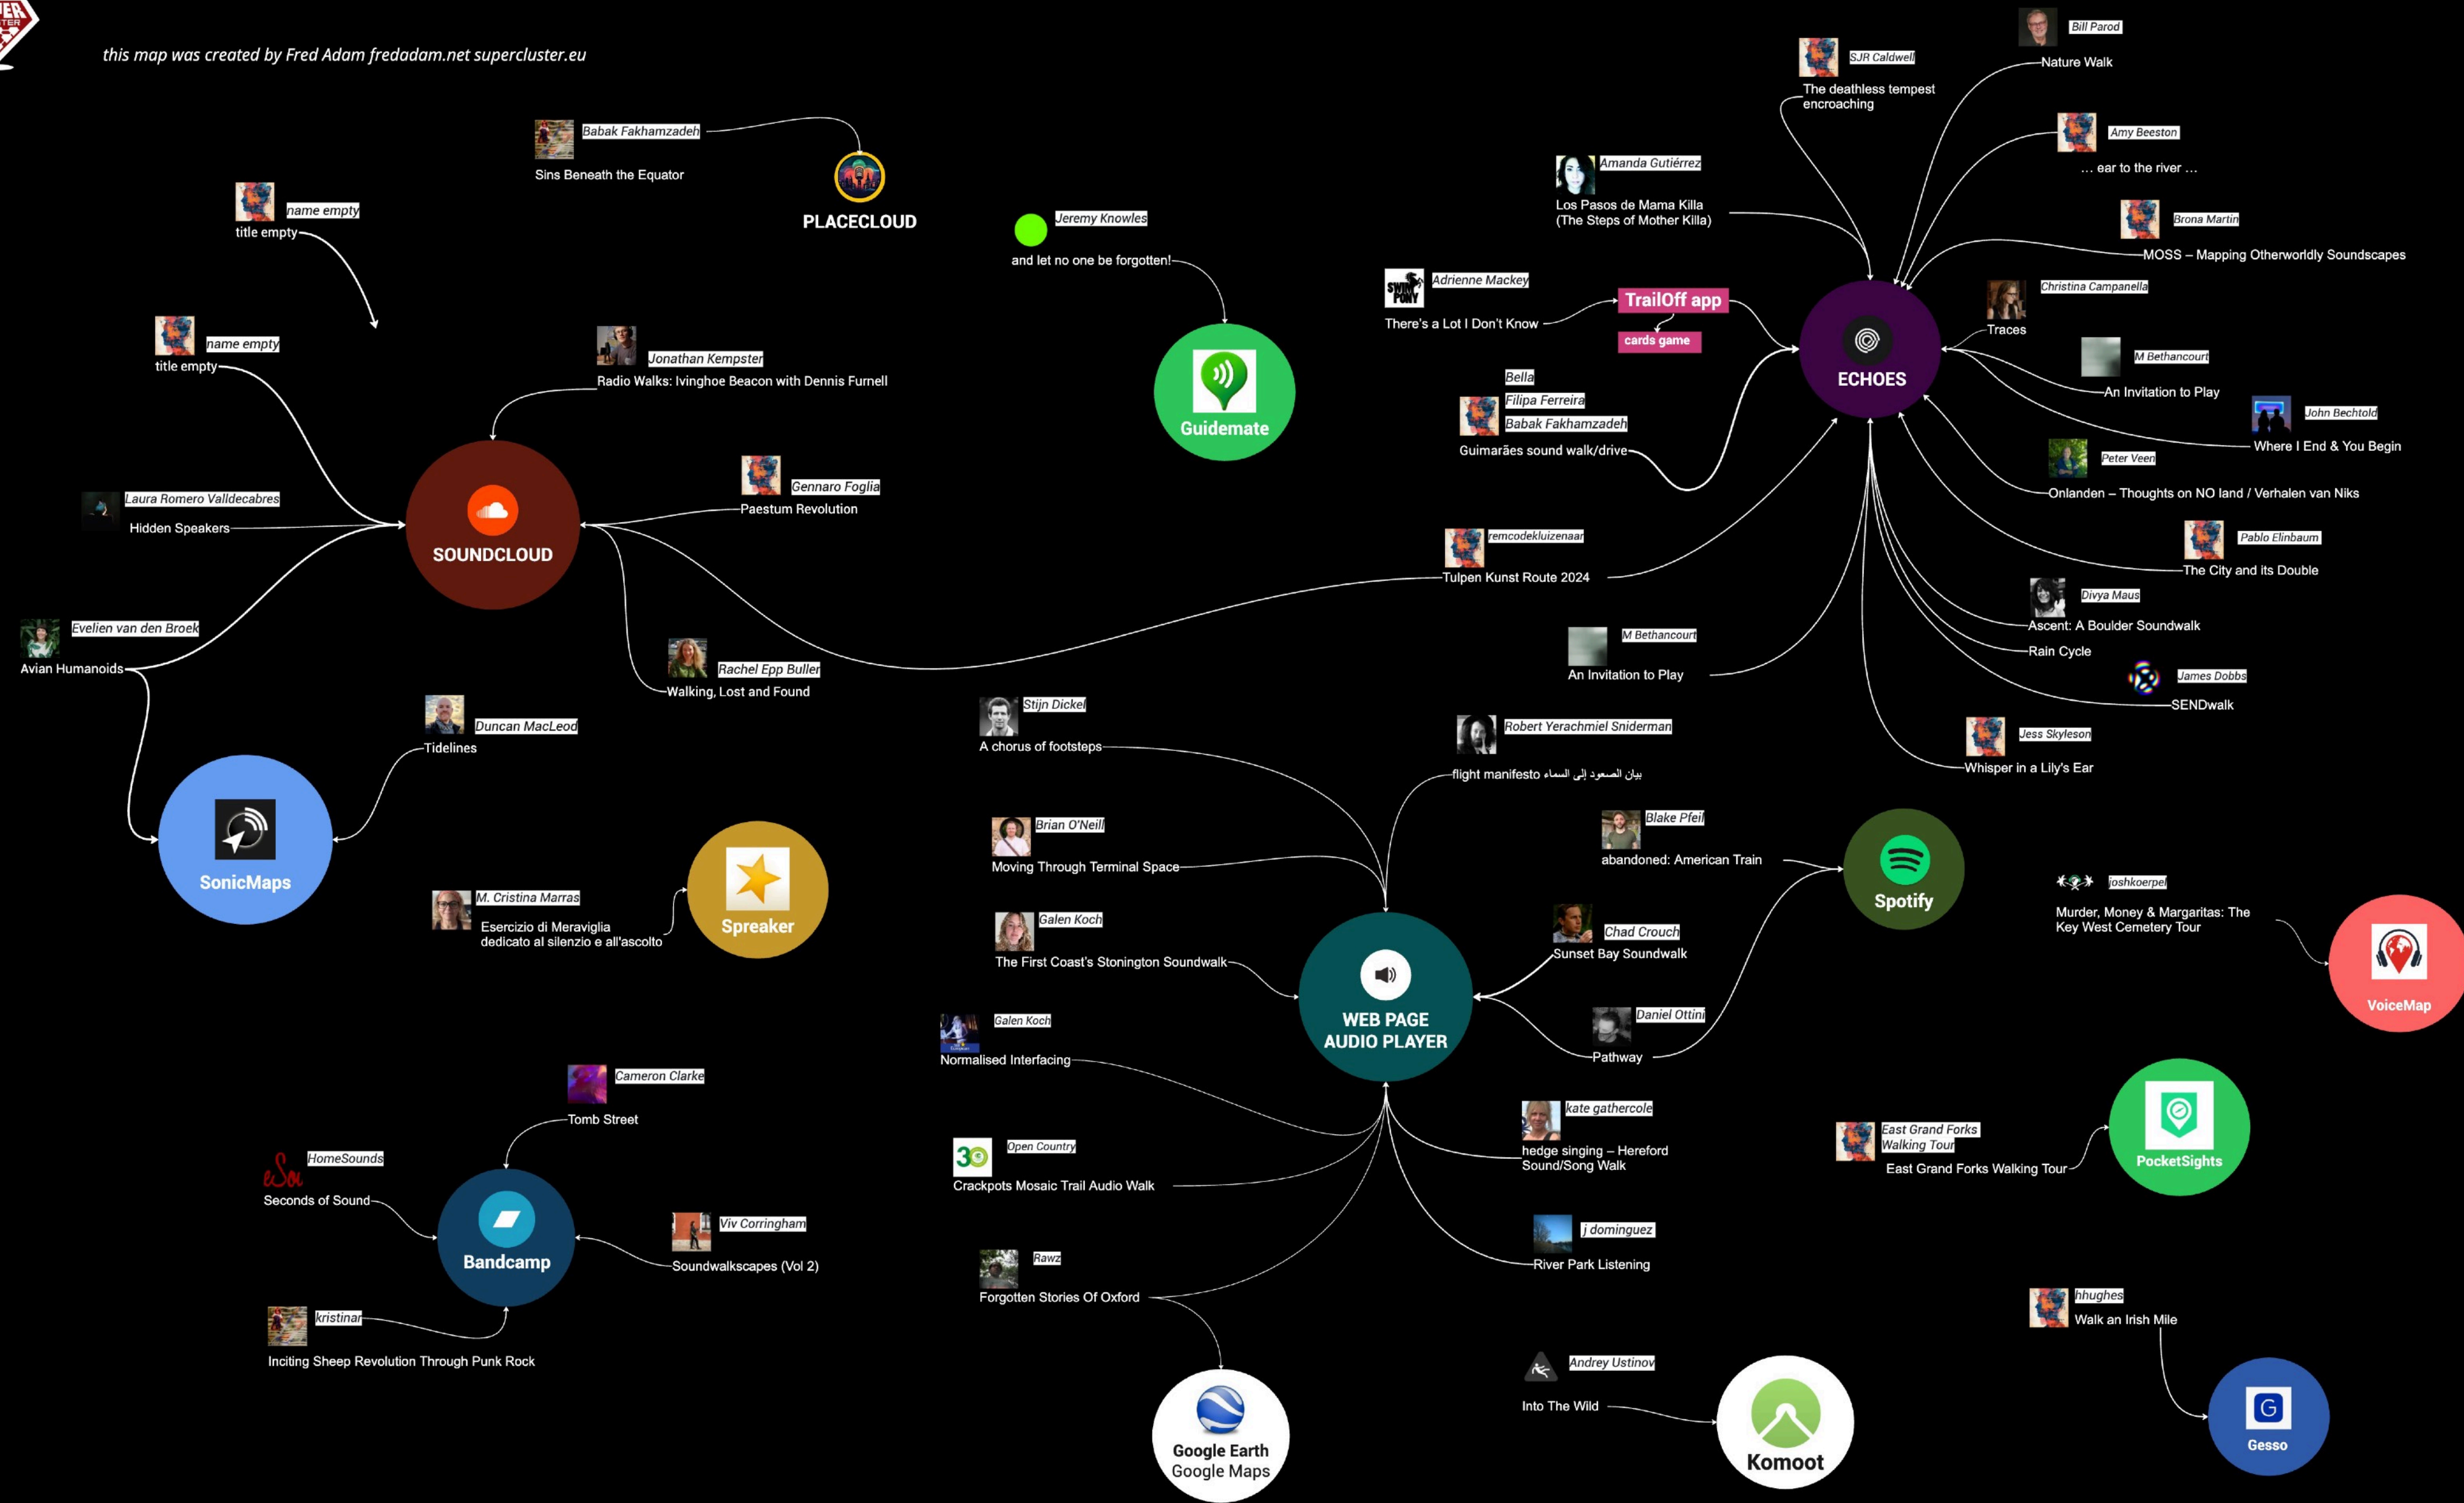 this map was created by Fred Adam fredadam.net supercluster.eu
Babak Fakhamzadeh
Sins Beneath the Equator
PLACECLOUD
name empty
title empty
name empty
title empty
Jeremy Knowles
and let no one be forgotten!
Guidemate
Jonathan Kempster
Radio Walks: Ivinghoe Beacon with Dennis Furnell
Gennaro Foglia
Paestum Revolution
Laura Romero Valldecabres
Hidden Speakers
SOUNDCLOUD
Evelien van den Broek
Avian Humanoids
Rachel Epp Buller
Walking, Lost and Found
Duncan MacLeod
Tidelines
SonicMaps
M. Cristina Marras
Esercizio di Meraviglia
dedicato al silenzio e all'ascolto
Spreaker
Bill Parod
Nature Walk
SJR Caldwell
The deathless tempest
encroaching
Amy Beeston
... ear to the river ...
Amanda Gutiérrez
Los Pasos de Mama Killa
(The Steps of Mother Killa)
Brona Martin
MOSS – Mapping Otherworldly Soundscapes
Adrienne Mackey
There's a Lot I Don't Know
SWIM
PONY
TrailOff app
cards game
Christina Campanella
Traces
ECHOES
M Bethancourt
An Invitation to Play
Bella
Filipa Ferreira
Babak Fakhamzadeh
Guimarães sound walk/drive
John Bechtold
Where I End & You Begin
Peter Veen
Onlanden – Thoughts on NO land / Verhalen van Niks
remcodekluizenaar
Tulpen Kunst Route 2024
Pablo Elinbaum
The City and its Double
Divya Maus
Ascent: A Boulder Soundwalk
Rain Cycle
M Bethancourt
An Invitation to Play
James Dobbs
SENDwalk
Jess Skyleson
Whisper in a Lily's Ear
Stijn Dickel
A chorus of footsteps
Robert Yerachmiel Sniderman
flight manifesto بيان الصعود إلى السماء
Brian O'Neill
Moving Through Terminal Space
Blake Pfeil
abandoned: American Train
Spotify
Galen Koch
The First Coast's Stonington Soundwalk
Chad Crouch
Sunset Bay Soundwalk
WEB PAGE
AUDIO PLAYER
Daniel Ottini
Pathway
Galen Koch
Normalised Interfacing
joshkoerpel
Murder, Money & Margaritas: The
Key West Cemetery Tour
VoiceMap
kate gathercole
hedge singing – Hereford
Sound/Song Walk
Open Country
30
Crackpots Mosaic Trail Audio Walk
East Grand Forks
Walking Tour
East Grand Forks Walking Tour
PocketSights
j dominguez
River Park Listening
Rawz
Forgotten Stories Of Oxford
Google Earth
Google Maps
Cameron Clarke
Tomb Street
HomeSounds
Seconds of Sound
Bandcamp
Viv Corringham
Soundwalkscapes (Vol 2)
kristinar
Inciting Sheep Revolution Through Punk Rock
Andrey Ustinov
Into The Wild
Komoot
hhughes
Walk an Irish Mile
G
Gesso